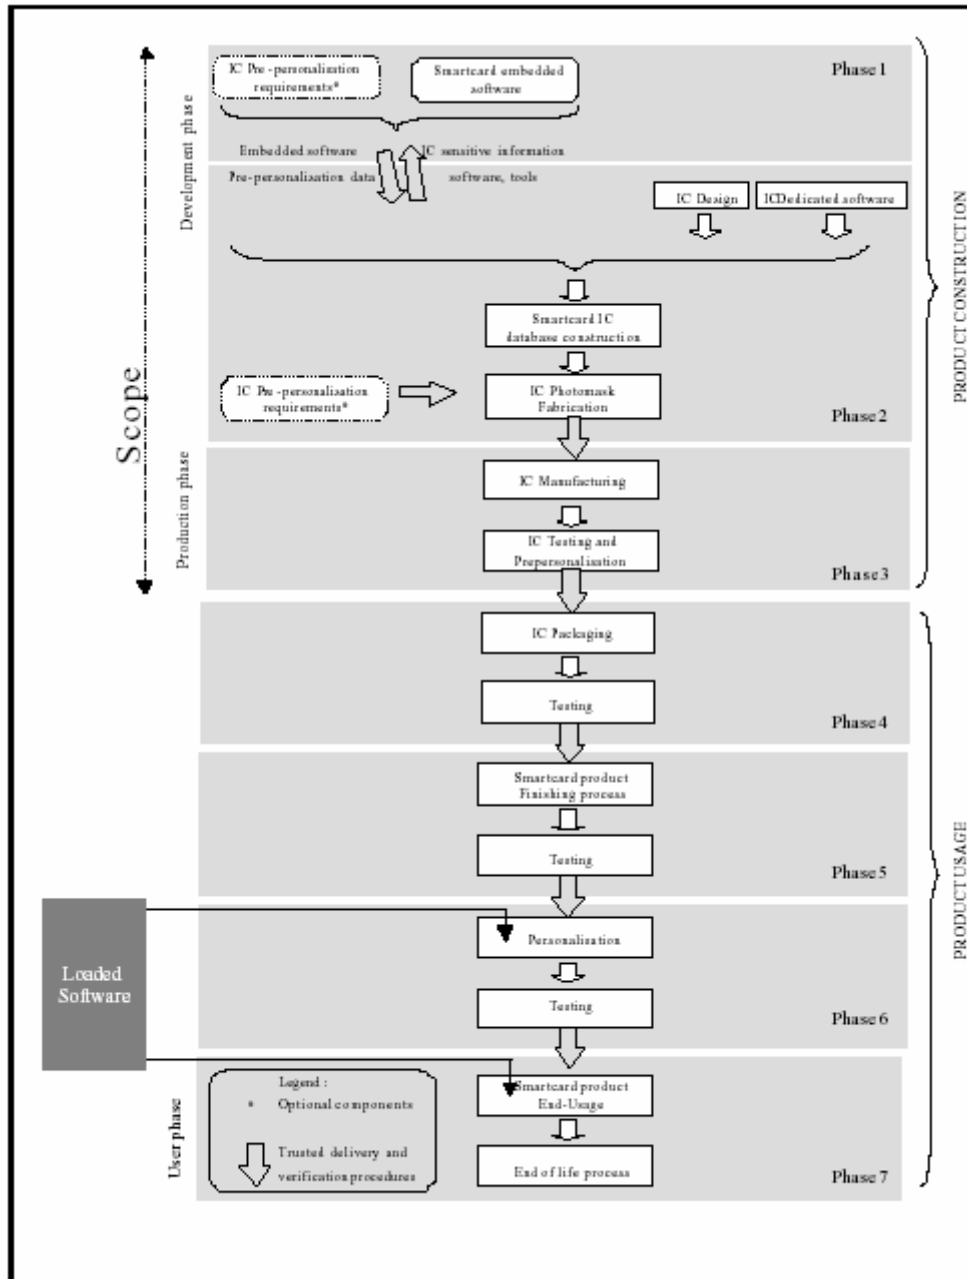 IC Pre-personalisation
requirements*
Smartcard embedded
software
Phase 1
Development phase
Embedded software
IC sensitive information
Pre-personalisation data
software, tools
IC Design
ICDedicated software
PRODUCT CONSTRUCTION
Smartcard IC
database construction
Scope
IC Pre-personalisation
requirements*
IC Photomask
Fabrication
Phase 2
Production phase
IC Manufacturing
IC Testing and
Prepersonalisation
Phase 3
IC Packaging
Testing
Phase 4
Smartcard product
Finishing process
Testing
Phase 5
PRODUCT USAGE
Loaded
Software
Personalisation
Testing
Phase 6
User phase
Legend :
* Optional components
Trusted delivery and
verification procedures
Smartcard product
End-Usage
End of life process
Phase 7